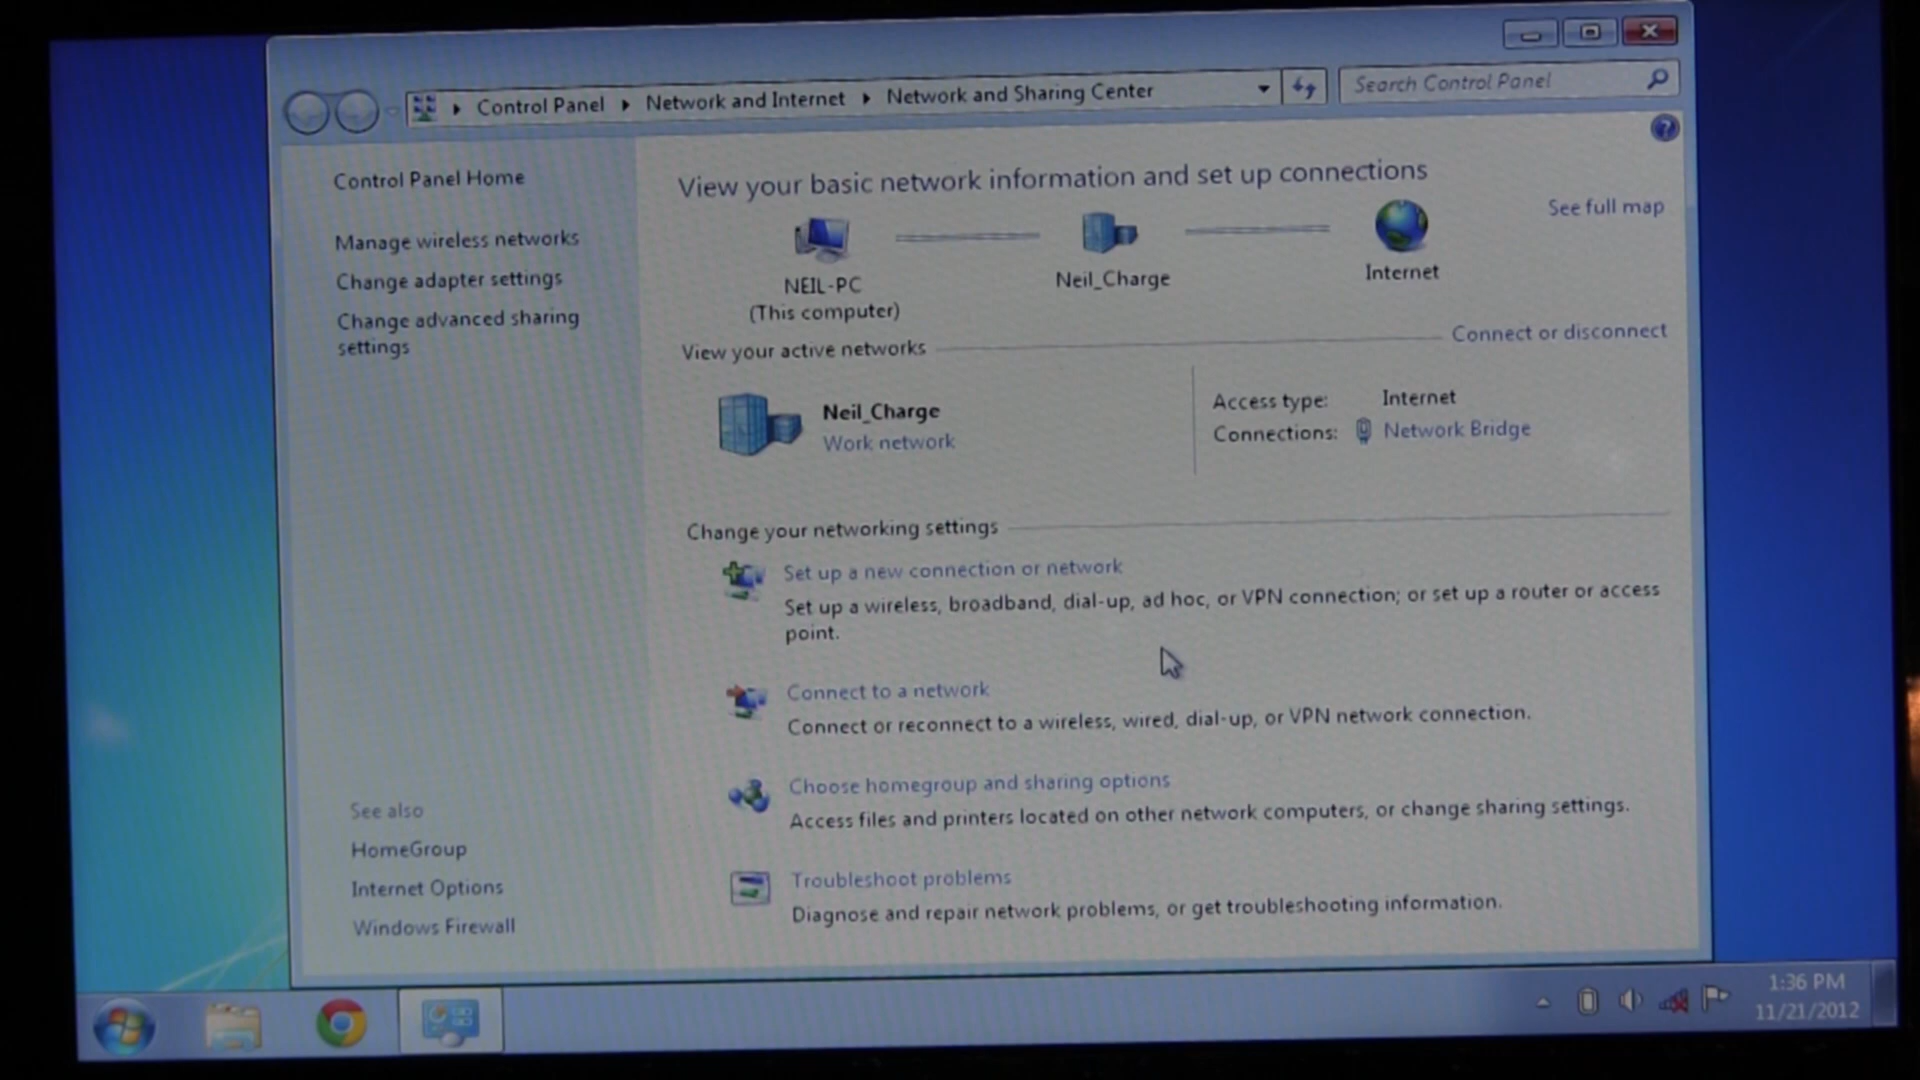 Control Panel
Network and Internet
Network and Sharing Center
Search Control Panel
Control Panel Home
Manage wireless networks
Change adapter settings
Change advanced sharing
settings
See also
HomeGroup
Internet Options
Windows Firewall
View your basic network information and set up connections
See full map
NEIL-PC
(This computer)
Neil_Charge
Internet
View your active networks
Connect or disconnect
Neil_Charge
Work network
Access type: Internet
Connections: Network Bridge
Change your networking settings
Set up a new connection or network
Set up a wireless, broadband, dial-up, ad hoc, or VPN connection; or set up a router or access
point.
Connect to a network
Connect or reconnect to a wireless, wired, dial-up, or VPN network connection.
Choose homegroup and sharing options
Access files and printers located on other network computers, or change sharing settings.
Troubleshoot problems
Diagnose and repair network problems, or get troubleshooting information.
1:36 PM
11/21/2012